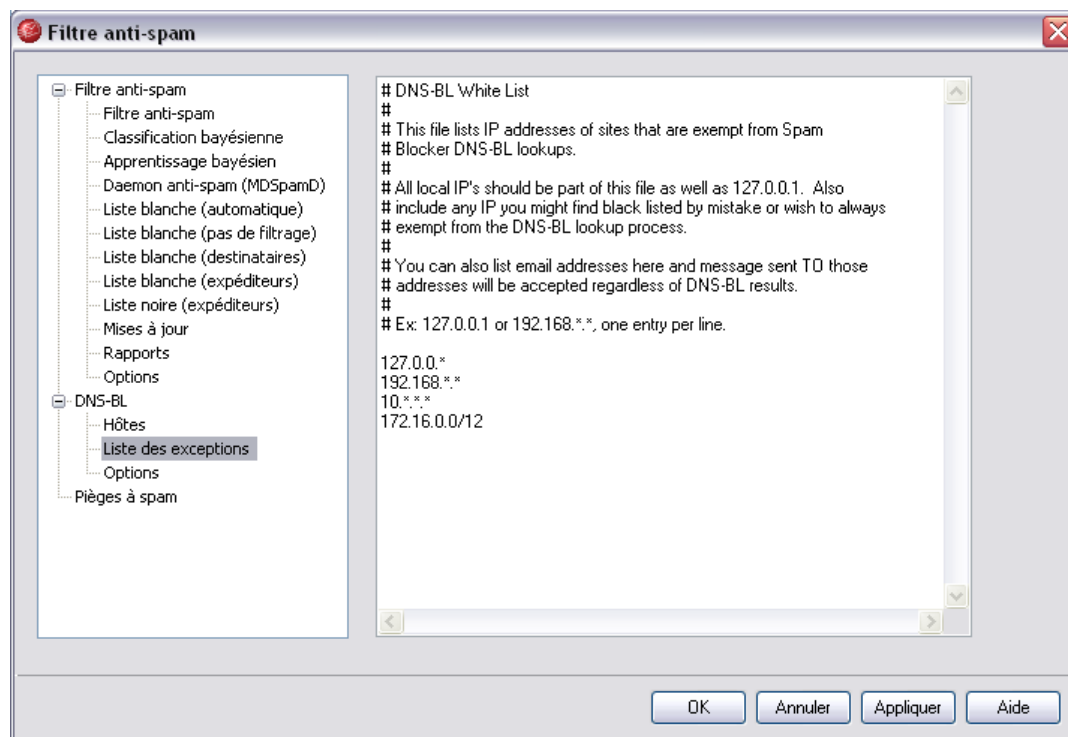 Filtre anti-spam
Filtre anti-spam
Filtre anti-spam
Classification bayésienne
Apprentissage bayésien
Daemon anti-spam (MDSpamD)
Liste blanche (automatique)
Liste blanche (pas de filtrage)
Liste blanche (destinataires)
Liste blanche (expéditeurs)
Liste noire (expéditeurs)
Mises à jour
Rapports
Options
DNS-BL
Hôtes
Liste des exceptions
Options
Pièges à spam
# DNS-BL White List
#
# This file lists IP addresses of sites that are exempt from Spam
# Blocker DNS-BL lookups.
#
# All local IP's should be part of this file as well as 127.0.0.1.  Also
# include any IP you might find black listed by mistake or wish to always
# exempt from the DNS-BL lookup process.
#
# You can also list email addresses here and message sent TO those
# addresses will be accepted regardless of DNS-BL results.
#
# Ex: 127.0.0.1 or 192.168.*.*, one entry per line.
127.0.0.*
192.168.*.*
10.*.*.*
172.16.0.0/12
OK
Annuler
Appliquer
Aide